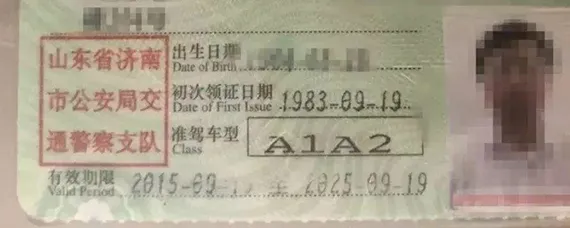 山东省济南
市公安局交
通警察支队
出生日期
Date of Birth
初次领证日期
Date of First Issue 1983-09-19
准驾车型
Class A1A2
有效期限
Valid Period 2015-09- 至 2025-09-19